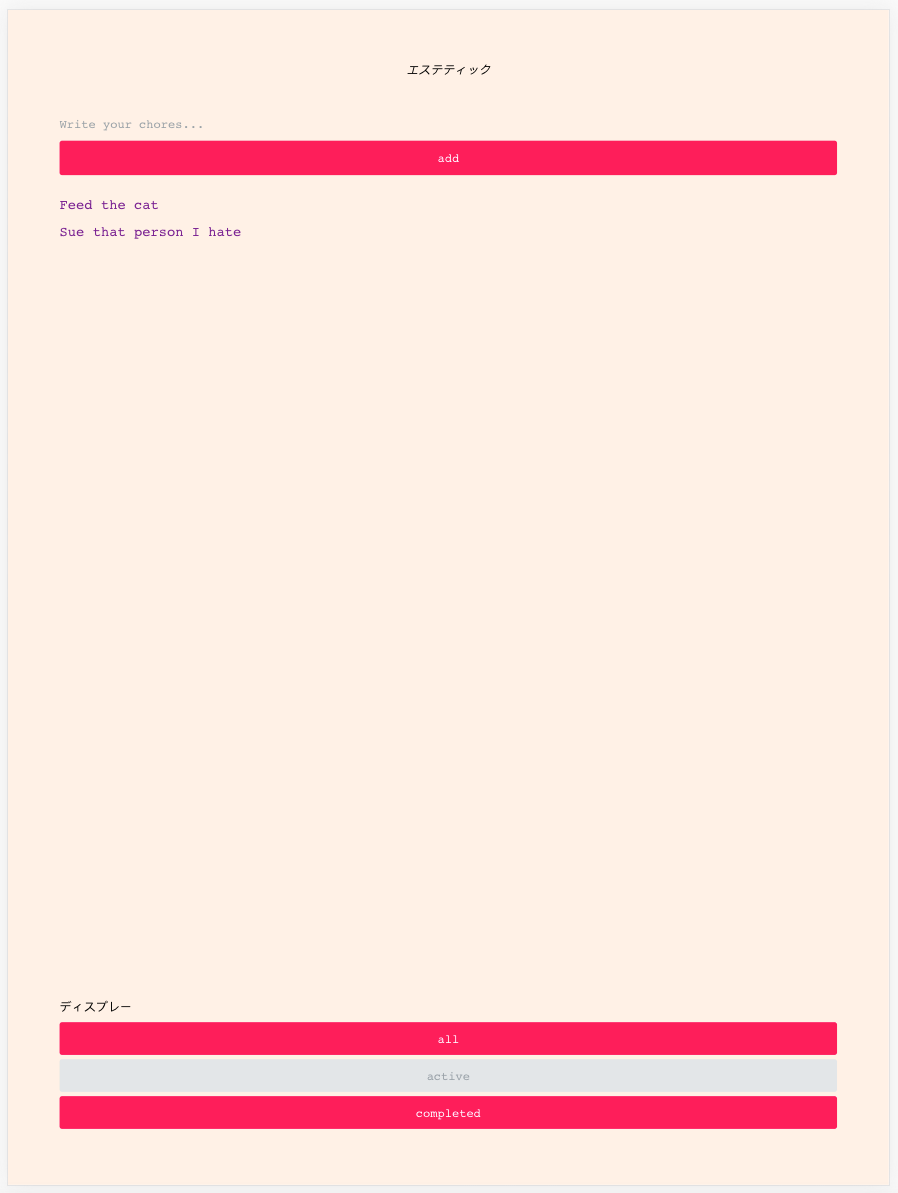 エステティック
Write your chores...
add
Feed the cat
Sue that person I hate
ディスプレー
all
active
completed